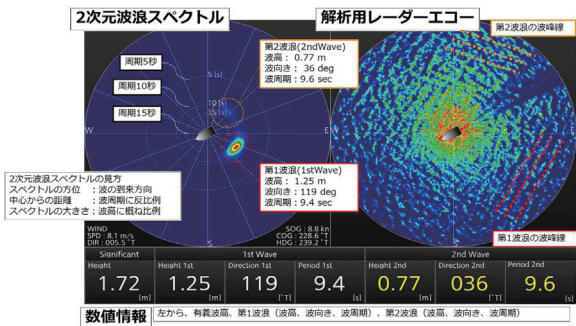 2次元波浪スペクトル
解析用レーダーエコー
第2波浪の波峰線
第2波浪(2ndWave)
波高: 0.77 m
波向き: 36 deg
波周期: 9.6 sec
周期5秒
周期10秒
周期15秒
5 [s]
10 [s]
15 [s]
W
E
W
E
第1波浪(1stWave)
波高: 1.25 m
波向き: 119 deg
波周期: 9.4 sec
2次元波浪スペクトルの見方
スペクトルの方位 :波の到来方向
中心からの距離 :波周期に反比例
スペクトルの大きさ:波高に概ね比例
第1波浪の波峰線
WIND
SPD : 8.1 m/s
DIR : 005.5 °T
S
SOG : 8.8 kn
COG : 228.6 °T
HDG : 239.2 °T
S
Significant
1st Wave
2nd Wave
Height
Height 1st
Direction 1st
Period 1st
Height 2nd
Direction 2nd
Period 2nd
1.72
1.25
119
9.4
0.77
036
9.6
[m]
[m]
[°T]
[s]
[m]
[°T]
[s]
数値情報
左から、有義波高、第1波浪(波高、波向き、波周期)、第2波浪(波高、波向き、波周期)